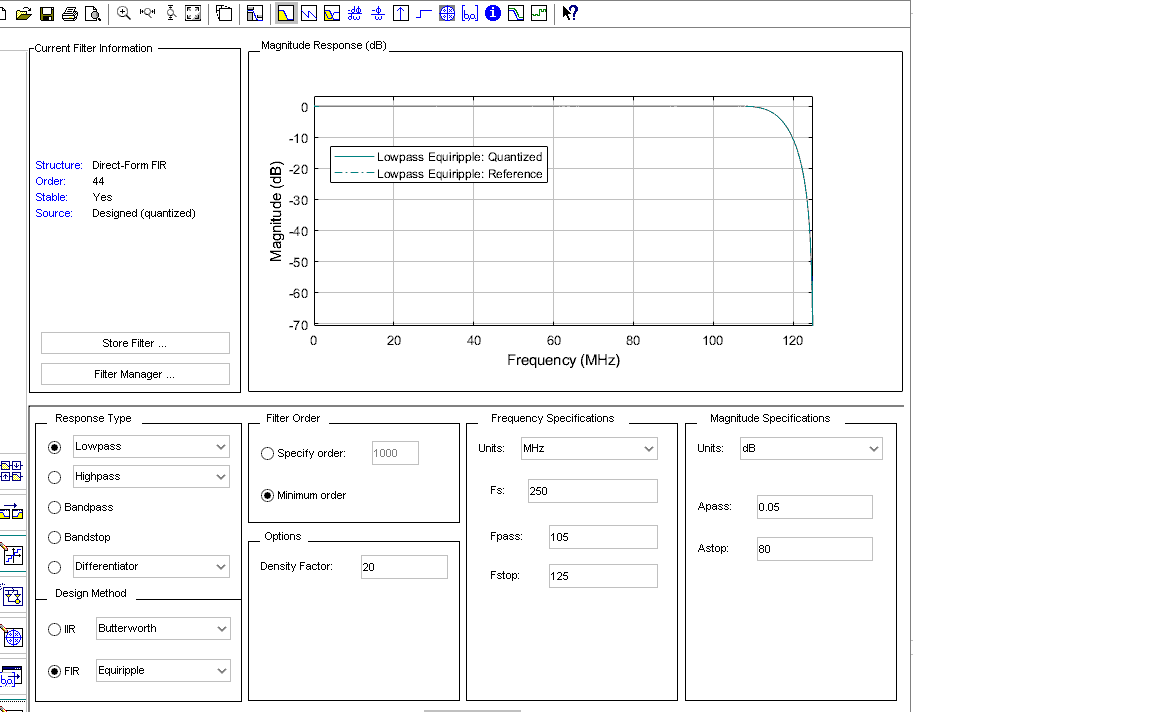 Current Filter Information
Structure: Direct-Form FIR
Order: 44
Stable: Yes
Source: Designed (quantized)
Store Filter ...
Filter Manager ...
Magnitude Response (dB)
0
-10
-20
-30
-40
-50
-60
-70
Magnitude (dB)
Lowpass Equiripple: Quantized
Lowpass Equiripple: Reference
0 20 40 60 80 100 120
Frequency (MHz)
Response Type
Lowpass
Highpass
Bandpass
Bandstop
Differentiator
Design Method
IIR Butterworth
FIR Equiripple
Filter Order
Specify order: 1000
Minimum order
Options
Density Factor: 20
Frequency Specifications
Units: MHz
Fs: 250
Fpass: 105
Fstop: 125
Magnitude Specifications
Units: dB
Apass: 0.05
Astop: 80